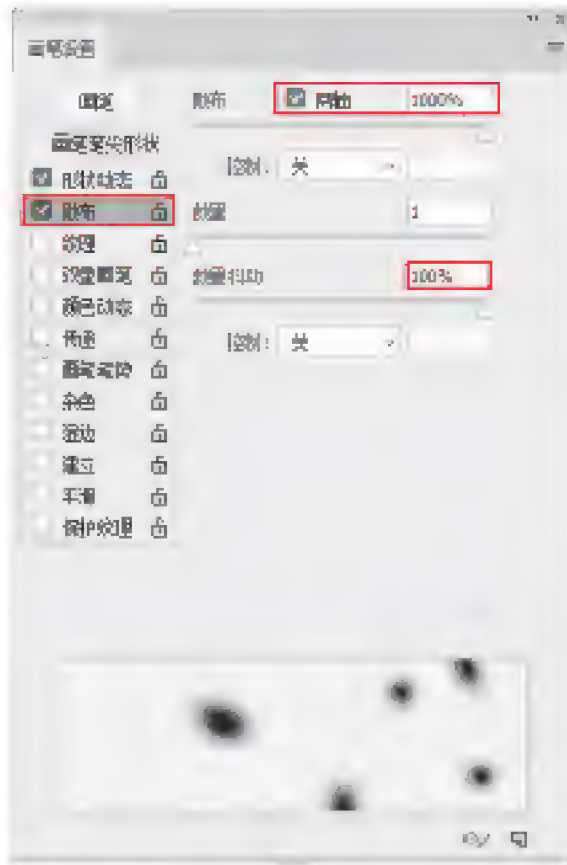 画笔设置
画笔
散布 两轴 1000%
画笔笔尖形状
控制: 关
形状动态
散布
数量 1
纹理
双重画笔
数量抖动 100%
颜色动态
传递
控制: 关
画笔笔势
杂色
湿边
建立
平滑
保护纹理